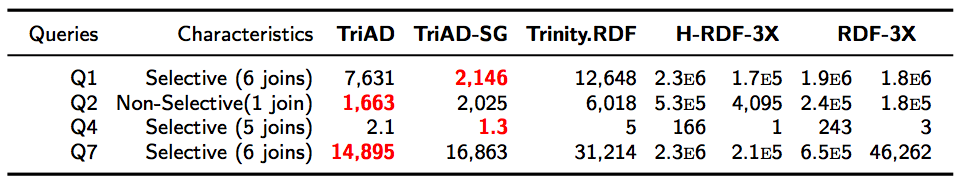 Queries Characteristics TriAD TriAD-SG Trinity.RDF H-RDF-3X RDF-3X
Q1 Selective (6 joins) 7,631 2,146 12,648 2.3E6 1.7E5 1.9E6 1.8E6
Q2 Non-Selective(1 join) 1,663 2,025 6,018 5.3E5 4,095 2.4E5 1.8E5
Q4 Selective (5 joins) 2.1 1.3 5 166 1 243 3
Q7 Selective (6 joins) 14,895 16,863 31,214 2.3E6 2.1E5 6.5E5 46,262